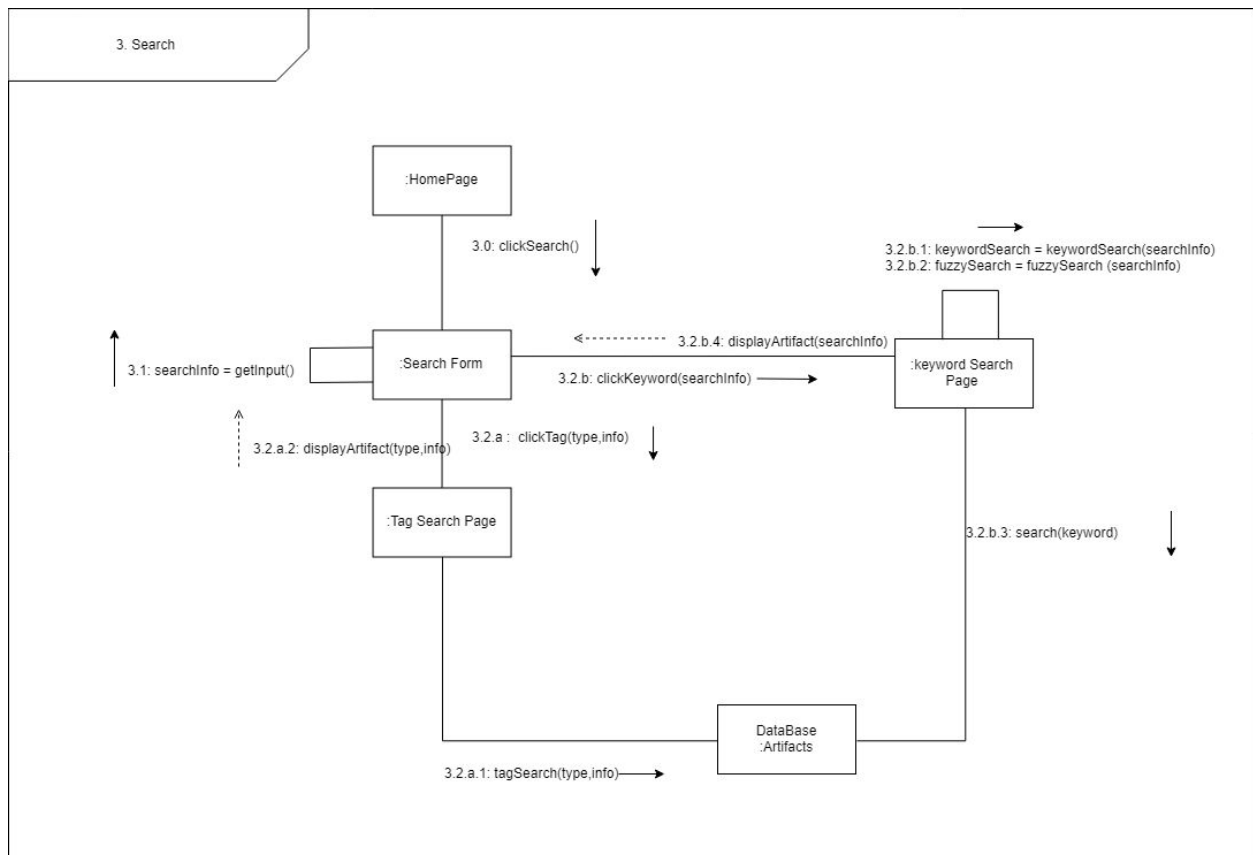 3. Search
:HomePage
3.0: clickSearch()
3.2.b.1: keywordSearch = keywordSearch(searchInfo)
3.2.b.2: fuzzySearch = fuzzySearch (searchInfo)
3.2.b.4: displayArtifact(searchInfo)
3.1: searchInfo = getInput()
:Search Form
:keyword Search
Page
3.2.b: clickKeyword(searchInfo)
3.2.a : clickTag(type,info)
3.2.a.2: displayArtifact(type,info)
:Tag Search Page
3.2.b.3: search(keyword)
DataBase
:Artifacts
3.2.a.1: tagSearch(type,info)